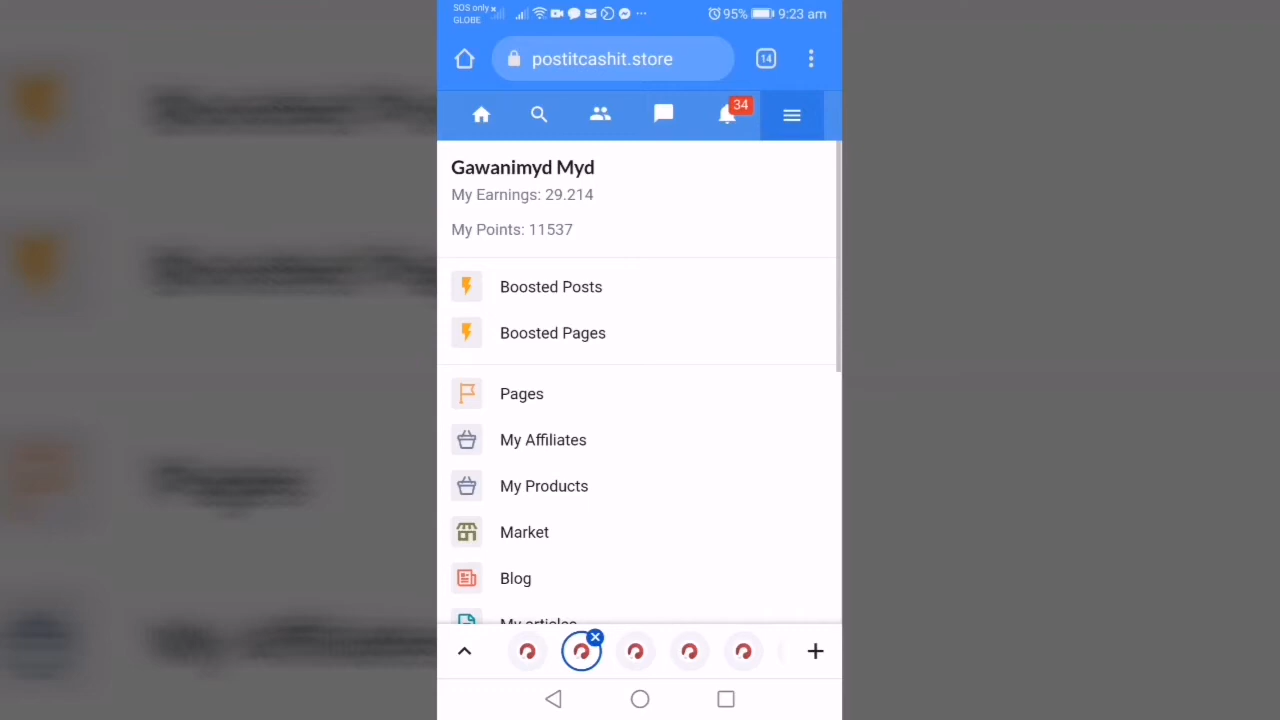 SOS only
GLOBE
95% 9:23 am
postitcashit.store
14
34
Gawanimyd Myd
My Earnings: 29.214
My Points: 11537
Boosted Posts
Boosted Pages
Pages
My Affiliates
My Products
Market
Blog
My articles